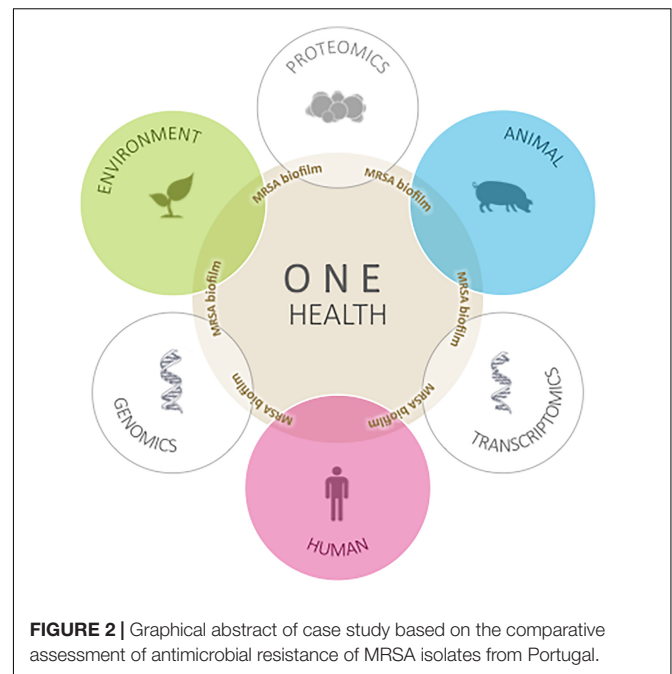 PROTEOMICS
ENVIRONMENT
ANIMAL
MRSA biofilm
MRSA biofilm
ONE
HEALTH
MRSA biofilm
MRSA biofilm
MRSA biofilm
MRSA biofilm
GENOMICS
TRANSCRIPTOMICS
HUMAN
FIGURE 2 | Graphical abstract of case study based on the comparative
assessment of antimicrobial resistance of MRSA isolates from Portugal.